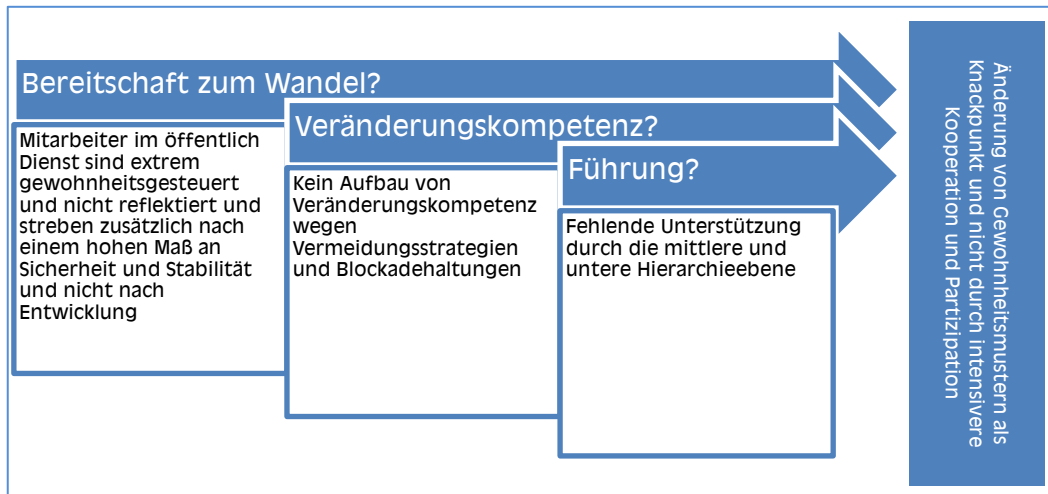 Bereitschaft zum Wandel?
Mitarbeiter im öffentlich
Dienst sind extrem
gewohnheitsgesteuert
und nicht reflektiert und
streben zusätzlich nach
einem hohen Maß an
Sicherheit und Stabilität
und nicht nach
Entwicklung
Veränderungskompetenz?
Kein Aufbau von
Veränderungskompetenz
wegen
Vermeidungsstrategien
und Blockadehaltungen
Führung?
Fehlende Unterstützung
durch die mittlere und
untere Hierarchieebene
Änderung von Gewohnheitsmustern als
Knackpunkt und nicht durch intensivere
Kooperation und Partizipation